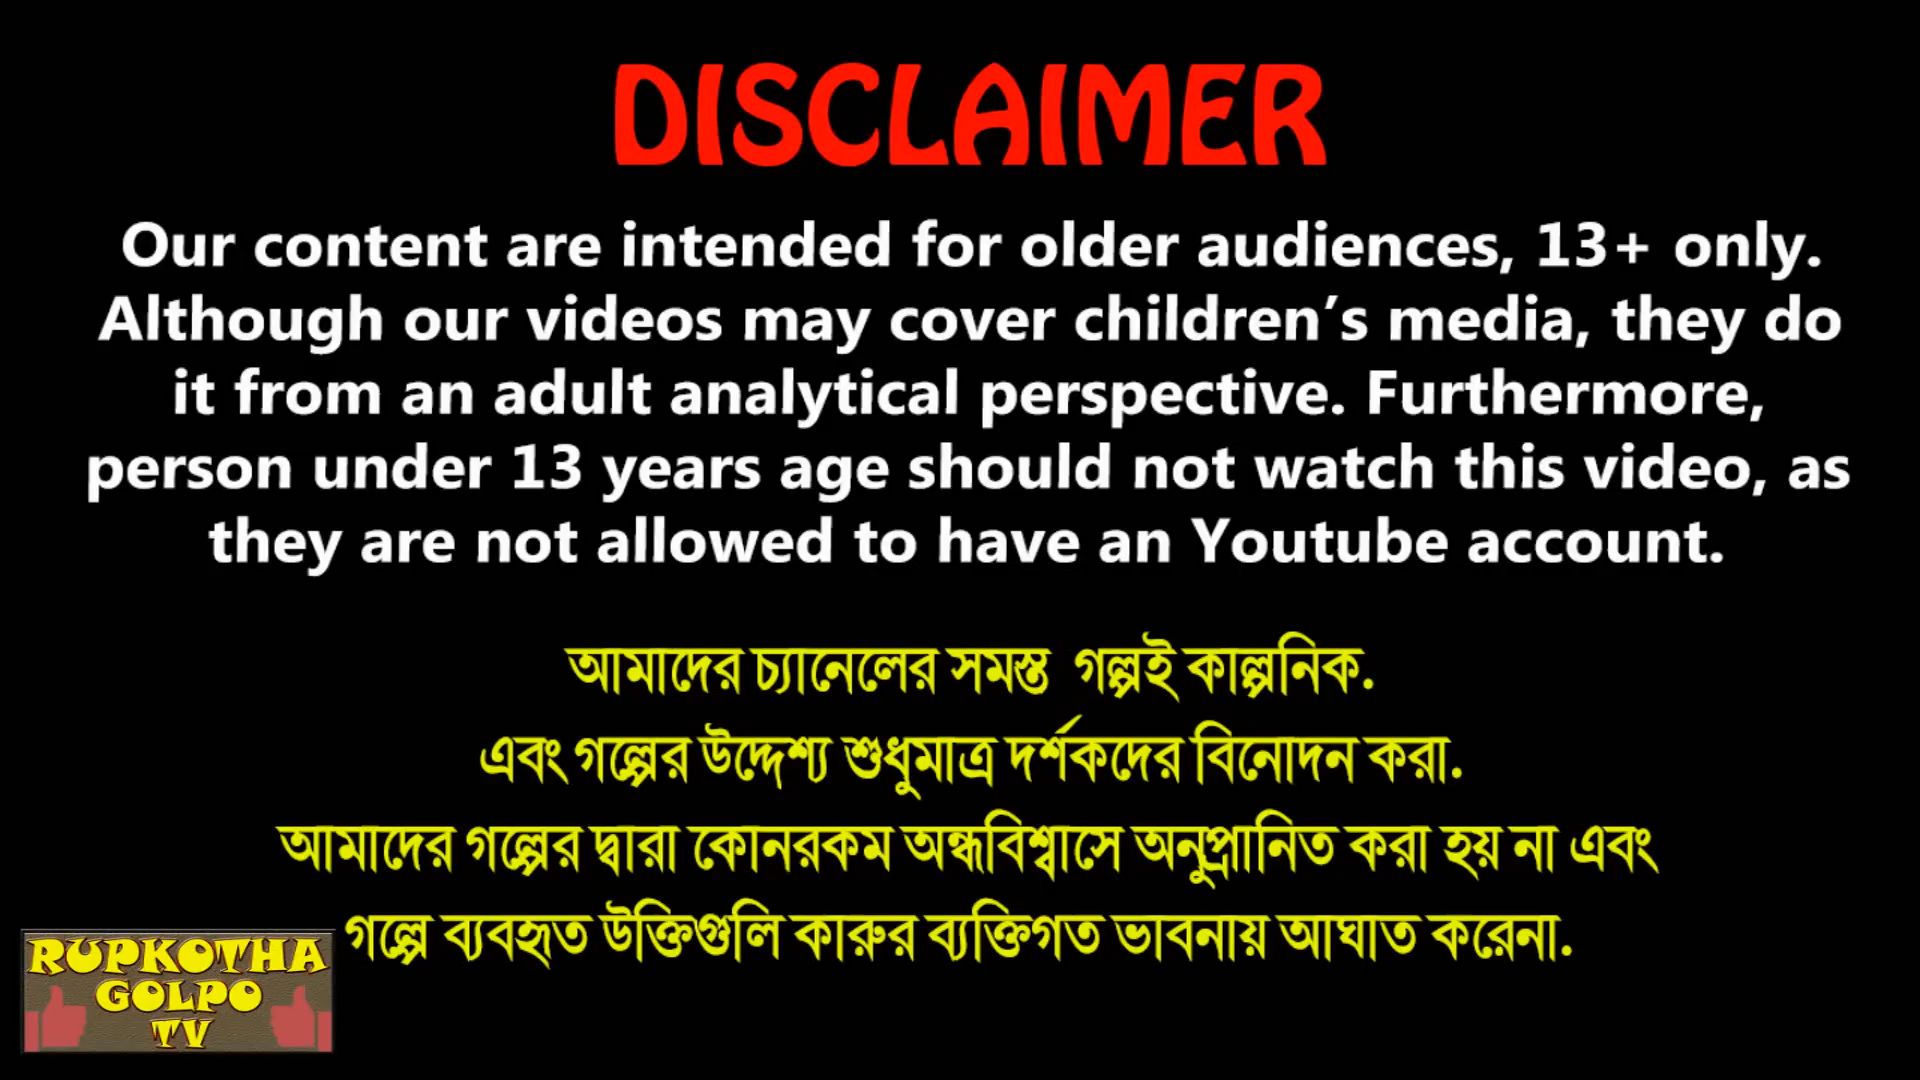 DISCLAIMER
Our content are intended for older audiences, 13+ only.
Although our videos may cover children’s media, they do
it from an adult analytical perspective. Furthermore,
person under 13 years age should not watch this video, as
they are not allowed to have an Youtube account.
আমাদের চ্যানেলের সমস্ত গল্পই কাল্পনিক.
এবং গল্পের উদ্দেশ্য শুধুমাত্র দর্শকদের বিনোদন করা.
আমাদের গল্পের দ্বারা কোনরকম অন্ধবিশ্বাসে অনুপ্রানিত করা হয় না এবং
গল্পে ব্যবহৃত উক্তিগুলি কারুর ব্যক্তিগত ভাবনায় আঘাত করেনা.
RUPKOTHA
GOLPO
TV